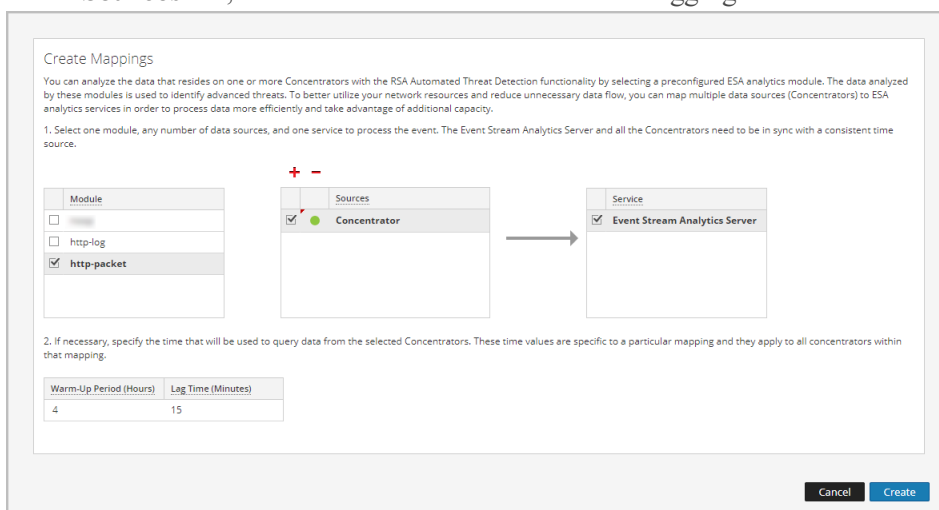 Create Mappings
You can analyze the data that resides on one or more Concentrators with the RSA Automated Threat Detection functionality by selecting a preconfigured ESA analytics module. The data analyzed
by these modules is used to identify advanced threats. To better utilize your network resources and reduce unnecessary data flow, you can map multiple data sources (Concentrators) to ESA
analytics services in order to process data more efficiently and take advantage of additional capacity.
1. Select one module, any number of data sources, and one service to process the event. The Event Stream Analytics Server and all the Concentrators need to be in sync with a consistent time
source.
Module
http-log
http-packet
Sources
Concentrator
Service
Event Stream Analytics Server
2. If necessary, specify the time that will be used to query data from the selected Concentrators. These time values are specific to a particular mapping and they apply to all concentrators within
that mapping.
Warm-Up Period (Hours) Lag Time (Minutes)
4 15
Cancel Create